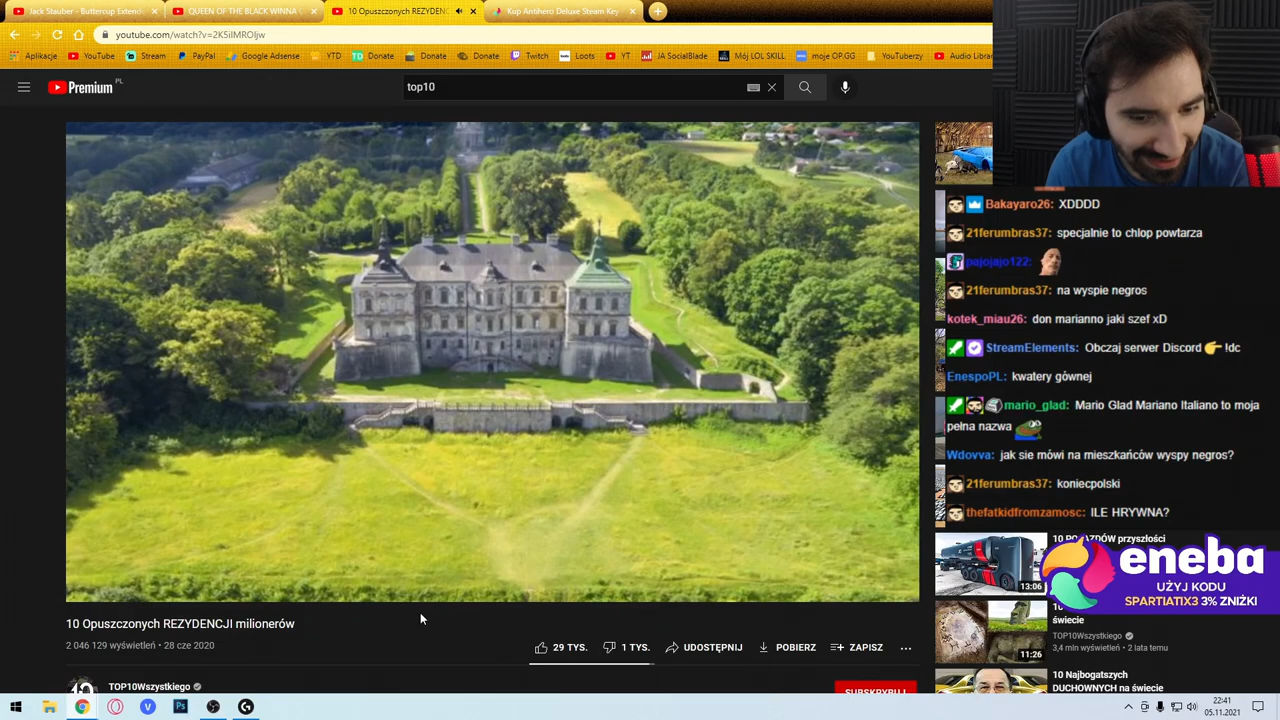 Jack Stauber - Buttercup Extende
QUEEN OF THE BLACK WINNA
10 Opuszczonych REZYDENC
Kup Antihero Deluxe Steam Key
youtube.com/watch?v=2K5iIMROljw
Aplikacje
YouTube
Stream
PayPal
Google Adsense
YTD
TD
Donate
Donate
Donate
Twitch
Loots
YT
JA SocialBlade
Mój LOL SKILL
moje OP.GG
YouTuberzy
Audio Librar
Premium PL
top10
Bakayaro26: XDDDD
21ferumbras37: specjalnie to chlop powtarza
pajojajo122:
21ferumbras37: na wyspie negros
kotek_miau26: don marianno jaki szef xD
StreamElements: Obczaj serwer Discord !dc
EnespoPL: kwatery gównej
mario_glad: Mario Glad Mariano Italiano to moja
pełna nazwa
Wdovva: jak sie mówi na mieszkańców wyspy negros?
21ferumbras37: koniecpolski
thefatkidfromzamosc: ILE HRYWNA?
eneba
UŻYJ KODU
SPARTIATIX3 3% ZNIŻKI
13:06
świecie
TOP10Wszystkiego
3,4 mln wyświetleń • 2 lata temu
11:26
10 Najbogatszych
DUCHOWNYCH na świecie
10 Opuszczonych REZYDENCJI milionerów
2 046 129 wyświetleń • 28 cze 2020
29 TYS.
1 TYS.
UDOSTĘPNIJ
POBIERZ
ZAPISZ
TOP10Wszystkiego
SUBSKRYBUJ
22:41
05.11.2021